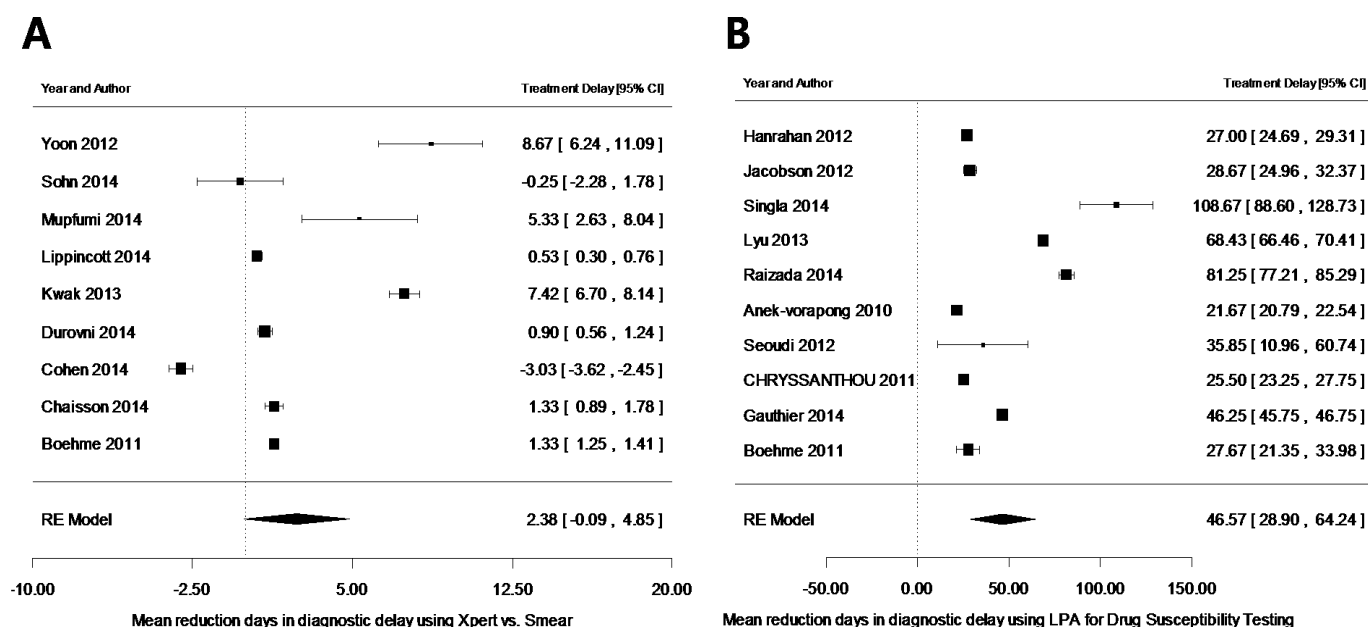 A
Year and Author Treatment Delay [95% CI]
Yoon 2012 8.67 [ 6.24 , 11.09 ]
Sohn 2014 -0.25 [ -2.28 , 1.78 ]
Mupfumi 2014 5.33 [ 2.63 , 8.04 ]
Lippincott 2014 0.53 [ 0.30 , 0.76 ]
Kwak 2013 7.42 [ 6.70 , 8.14 ]
Durovni 2014 0.90 [ 0.56 , 1.24 ]
Cohen 2014 -3.03 [ -3.62 , -2.45 ]
Chaisson 2014 1.33 [ 0.89 , 1.78 ]
Boehme 2011 1.33 [ 1.25 , 1.41 ]
RE Model 2.38 [ -0.09 , 4.85 ]
-10.00 -2.50 5.00 12.50 20.00
Mean reduction days in diagnostic delay using Xpert vs. Smear
B
Year and Author Treatment Delay [95% CI]
Hanrahan 2012 27.00 [ 24.69 , 29.31 ]
Jacobson 2012 28.67 [ 24.96 , 32.37 ]
Singla 2014 108.67 [ 88.60 , 128.73 ]
Lyu 2013 68.43 [ 66.46 , 70.41 ]
Raizada 2014 81.25 [ 77.21 , 85.29 ]
Anek-vorapong 2010 21.67 [ 20.79 , 22.54 ]
Seoudi 2012 35.85 [ 10.96 , 60.74 ]
CHRYSSANTHOU 2011 25.50 [ 23.25 , 27.75 ]
Gauthier 2014 46.25 [ 45.75 , 46.75 ]
Boehme 2011 27.67 [ 21.35 , 33.98 ]
RE Model 46.57 [ 28.90 , 64.24 ]
-50.00 0.00 50.00 100.00 150.00
Mean reduction days in diagnostic delay using LPA for Drug Susceptibility Testing